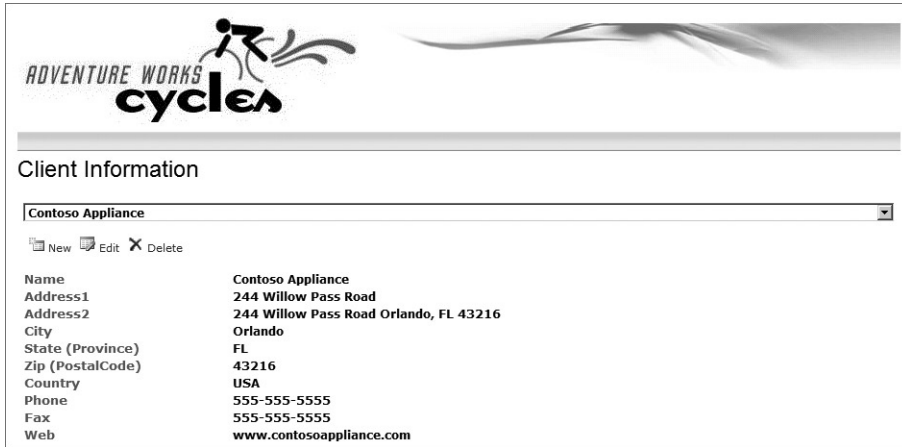 ADVENTURE WORKS
cycles
Client Information
Contoso Appliance
New Edit Delete
Name Contoso Appliance
Address1 244 Willow Pass Road
Address2 244 Willow Pass Road Orlando, FL 43216
City Orlando
State (Province) FL
Zip (PostalCode) 43216
Country USA
Phone 555-555-5555
Fax 555-555-5555
Web www.contosoappliance.com